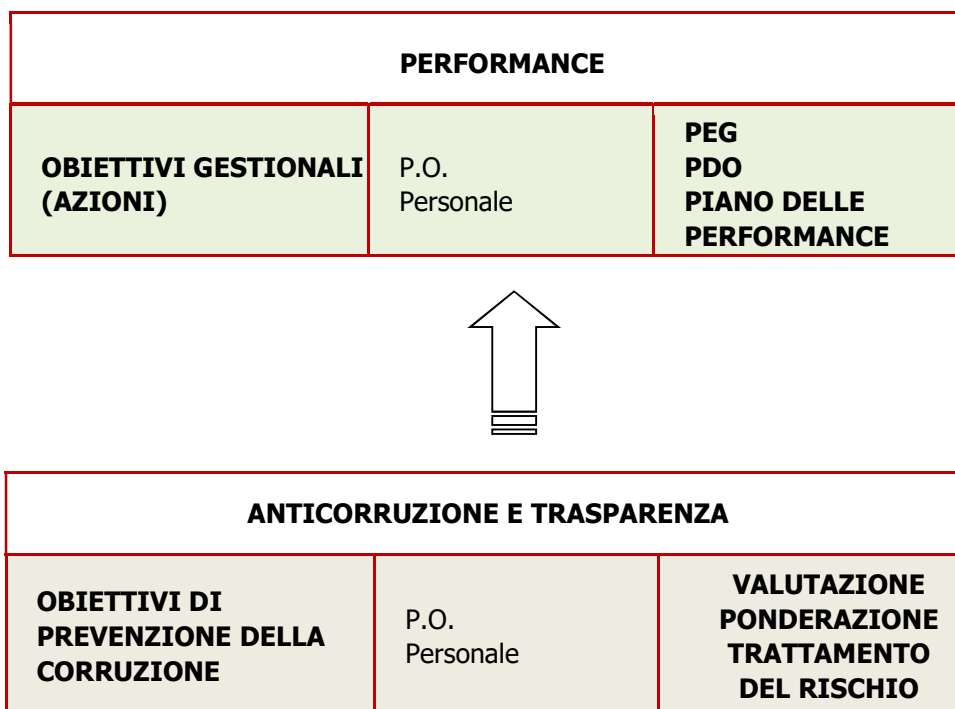 PERFORMANCE
OBIETTIVI GESTIONALI
(AZIONI)
P.O.
Personale
PEG
PDO
PIANO DELLE
PERFORMANCE
ANTICORRUZIONE E TRASPARENZA
OBIETTIVI DI
PREVENZIONE DELLA
CORRUZIONE
P.O.
Personale
VALUTAZIONE
PONDERAZIONE
TRATTAMENTO
DEL RISCHIO